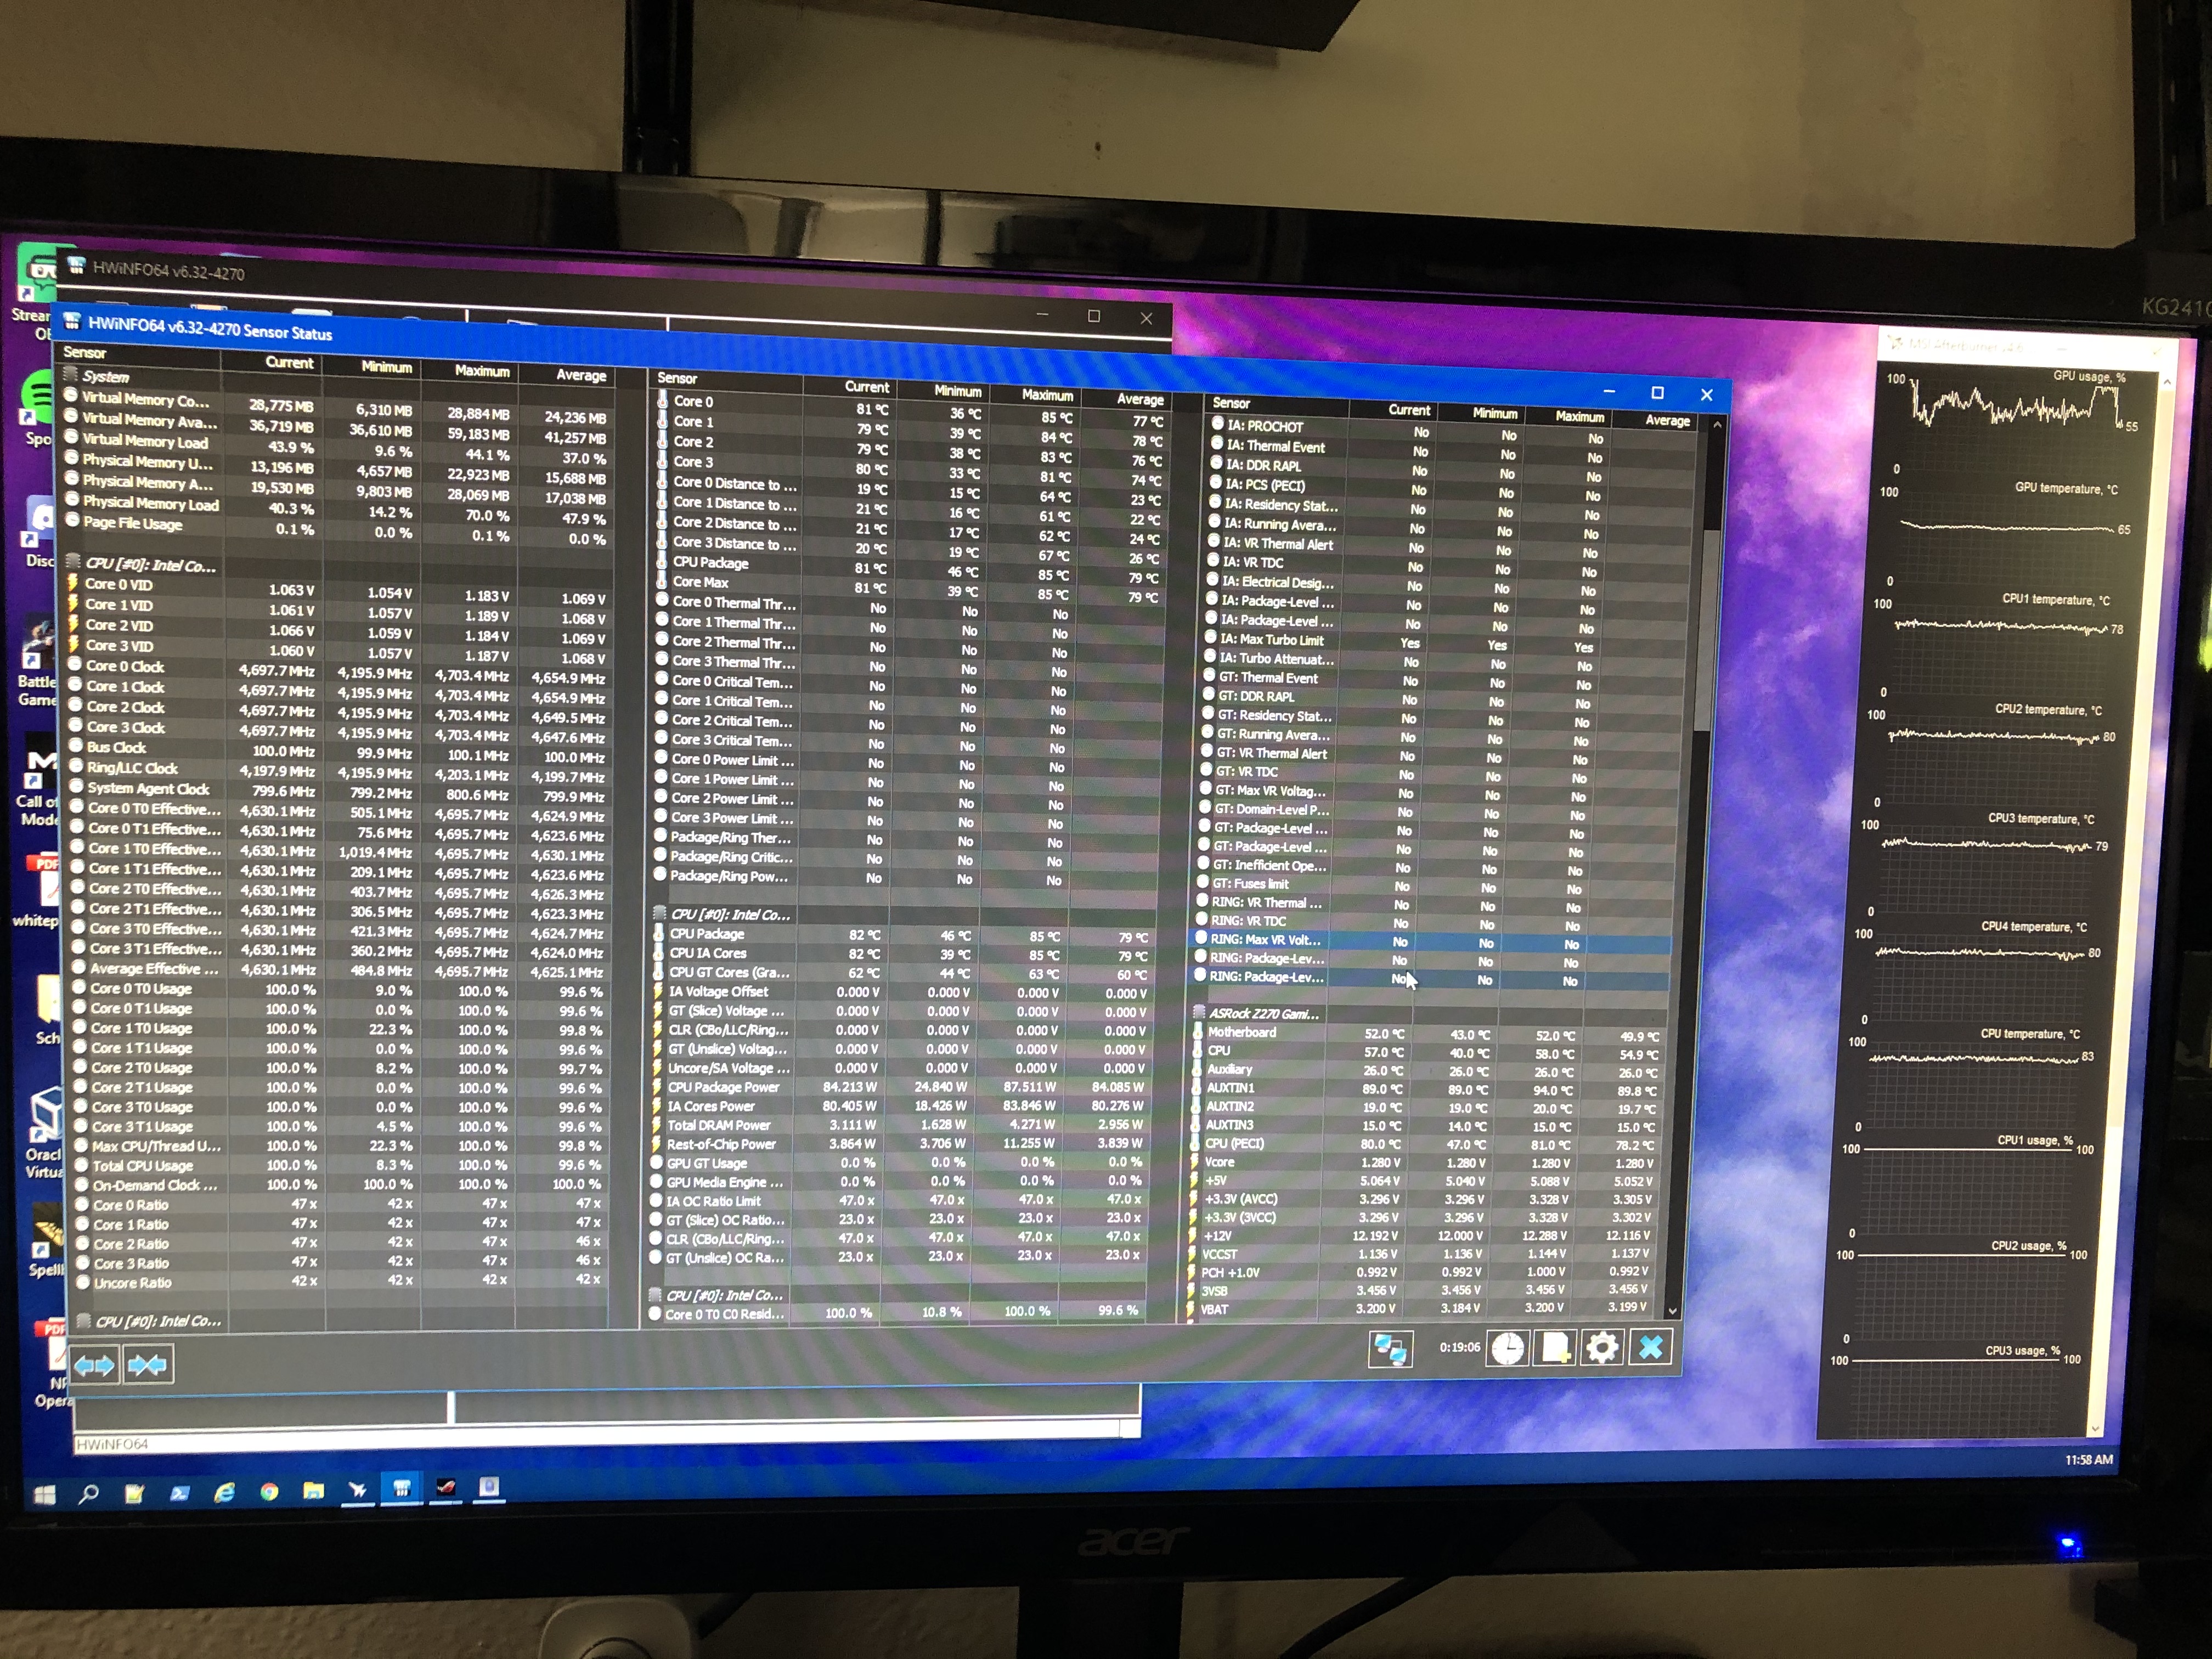 KG241Q
HWiNFO64 v6.32-4270
HWiNFO64 v6.32-4270 Sensor Status
Sensor Current Minimum Maximum Average
System
Virtual Memory Co... 28,775 MB 6,310 MB 28,884 MB 24,236 MB
Virtual Memory Ava... 36,719 MB 36,610 MB 59,183 MB 41,257 MB
Virtual Memory Load 43.9 % 9.6 % 44.1 % 37.0 %
Physical Memory U... 13,196 MB 4,657 MB 22,923 MB 15,688 MB
Physical Memory A... 19,530 MB 9,803 MB 28,069 MB 17,038 MB
Physical Memory Load 40.3 % 14.2 % 70.0 % 47.9 %
Page File Usage 0.1 % 0.0 % 0.1 % 0.0 %
CPU [#0]: Intel Co...
Core 0 VID 1.063 V 1.054 V 1.183 V 1.069 V
Core 1 VID 1.061 V 1.057 V 1.189 V 1.068 V
Core 2 VID 1.066 V 1.059 V 1.184 V 1.069 V
Core 3 VID 1.060 V 1.057 V 1.187 V 1.068 V
Core 0 Clock 4,697.7 MHz 4,195.9 MHz 4,703.4 MHz 4,654.9 MHz
Core 1 Clock 4,697.7 MHz 4,195.9 MHz 4,703.4 MHz 4,654.9 MHz
Core 2 Clock 4,697.7 MHz 4,195.9 MHz 4,703.4 MHz 4,649.5 MHz
Core 3 Clock 4,697.7 MHz 4,195.9 MHz 4,703.4 MHz 4,647.6 MHz
Bus Clock 100.0 MHz 99.9 MHz 100.1 MHz 100.0 MHz
Ring/LLC Clock 4,197.9 MHz 4,195.9 MHz 4,203.1 MHz 4,199.7 MHz
System Agent Clock 799.6 MHz 799.2 MHz 800.6 MHz 799.9 MHz
Core 0 T0 Effective... 4,630.1 MHz 505.1 MHz 4,695.7 MHz 4,624.9 MHz
Core 0 T1 Effective... 4,630.1 MHz 75.6 MHz 4,695.7 MHz 4,623.6 MHz
Core 1 T0 Effective... 4,630.1 MHz 1,019.4 MHz 4,695.7 MHz 4,630.1 MHz
Core 1 T1 Effective... 4,630.1 MHz 209.1 MHz 4,695.7 MHz 4,623.6 MHz
Core 2 T0 Effective... 4,630.1 MHz 403.7 MHz 4,695.7 MHz 4,626.3 MHz
Core 2 T1 Effective... 4,630.1 MHz 306.5 MHz 4,695.7 MHz 4,623.3 MHz
Core 3 T0 Effective... 4,630.1 MHz 421.3 MHz 4,695.7 MHz 4,624.7 MHz
Core 3 T1 Effective... 4,630.1 MHz 360.2 MHz 4,695.7 MHz 4,624.0 MHz
Average Effective ... 4,630.1 MHz 484.8 MHz 4,695.7 MHz 4,625.1 MHz
Core 0 T0 Usage 100.0 % 9.0 % 100.0 % 99.6 %
Core 0 T1 Usage 100.0 % 0.0 % 100.0 % 99.6 %
Core 1 T0 Usage 100.0 % 22.3 % 100.0 % 99.8 %
Core 1 T1 Usage 100.0 % 0.0 % 100.0 % 99.6 %
Core 2 T0 Usage 100.0 % 8.2 % 100.0 % 99.7 %
Core 2 T1 Usage 100.0 % 0.0 % 100.0 % 99.6 %
Core 3 T0 Usage 100.0 % 0.0 % 100.0 % 99.6 %
Core 3 T1 Usage 100.0 % 4.5 % 100.0 % 99.6 %
Max CPU/Thread U... 100.0 % 22.3 % 100.0 % 99.8 %
Total CPU Usage 100.0 % 8.3 % 100.0 % 99.6 %
On-Demand Clock ... 100.0 % 100.0 % 100.0 % 100.0 %
Core 0 Ratio 47 x 42 x 47 x 47 x
Core 1 Ratio 47 x 42 x 47 x 47 x
Core 2 Ratio 47 x 42 x 47 x 46 x
Core 3 Ratio 47 x 42 x 47 x 46 x
Uncore Ratio 42 x 42 x 42 x 42 x
CPU [#0]: Intel Co...
Sensor Current Minimum Maximum Average
Core 0 81 °C 36 °C 85 °C 77 °C
Core 1 79 °C 39 °C 84 °C 78 °C
Core 2 79 °C 38 °C 83 °C 76 °C
Core 3 80 °C 33 °C 81 °C 74 °C
Core 0 Distance to ... 19 °C 15 °C 64 °C 23 °C
Core 1 Distance to ... 21 °C 16 °C 61 °C 22 °C
Core 2 Distance to ... 21 °C 17 °C 62 °C 24 °C
Core 3 Distance to ... 20 °C 19 °C 67 °C 26 °C
CPU Package 81 °C 46 °C 85 °C 79 °C
Core Max 81 °C 39 °C 85 °C 79 °C
Core 0 Thermal Thr... No No No
Core 1 Thermal Thr... No No No
Core 2 Thermal Thr... No No No
Core 3 Thermal Thr... No No No
Core 0 Critical Tem... No No No
Core 1 Critical Tem... No No No
Core 2 Critical Tem... No No No
Core 3 Critical Tem... No No No
Core 0 Power Limit ... No No No
Core 1 Power Limit ... No No No
Core 2 Power Limit ... No No No
Core 3 Power Limit ... No No No
Package/Ring Ther... No No No
Package/Ring Critic... No No No
Package/Ring Pow... No No No
CPU [#0]: Intel Co...
CPU Package 82 °C 46 °C 85 °C 79 °C
CPU IA Cores 82 °C 39 °C 85 °C 79 °C
CPU GT Cores (Gra... 62 °C 44 °C 63 °C 60 °C
IA Voltage Offset 0.000 V 0.000 V 0.000 V 0.000 V
GT (Slice) Voltage ... 0.000 V 0.000 V 0.000 V 0.000 V
CLR (CBo/LLC/Ring... 0.000 V 0.000 V 0.000 V 0.000 V
GT (Unslice) Voltag... 0.000 V 0.000 V 0.000 V 0.000 V
Uncore/SA Voltage ... 0.000 V 0.000 V 0.000 V 0.000 V
CPU Package Power 84.213 W 24.840 W 87.511 W 84.085 W
IA Cores Power 80.405 W 18.426 W 83.846 W 80.276 W
Total DRAM Power 3.111 W 1.628 W 4.271 W 2.956 W
Rest-of-Chip Power 3.864 W 3.706 W 11.255 W 3.839 W
GPU GT Usage 0.0 % 0.0 % 0.0 % 0.0 %
GPU Media Engine ... 0.0 % 0.0 % 0.0 % 0.0 %
IA OC Ratio Limit 47.0 x 47.0 x 47.0 x 47.0 x
GT (Slice) OC Ratio... 23.0 x 23.0 x 23.0 x 23.0 x
CLR (CBo/LLC/Ring... 47.0 x 47.0 x 47.0 x 47.0 x
GT (Unslice) OC Ra... 23.0 x 23.0 x 23.0 x 23.0 x
CPU [#0]: Intel Co...
Core 0 T0 C0 Resid... 100.0 % 10.8 % 100.0 % 99.6 %
Sensor Current Minimum Maximum Average
IA: PROCHOT No No No
IA: Thermal Event No No No
IA: DDR RAPL No No No
IA: PCS (PECI) No No No
IA: Residency Stat... No No No
IA: Running Avera... No No No
IA: VR Thermal Alert No No No
IA: VR TDC No No No
IA: Electrical Desig... No No No
IA: Package-Level ... No No No
IA: Package-Level ... No No No
IA: Max Turbo Limit Yes Yes Yes
IA: Turbo Attenuat... No No No
GT: Thermal Event No No No
GT: DDR RAPL No No No
GT: Residency Stat... No No No
GT: Running Avera... No No No
GT: VR Thermal Alert No No No
GT: VR TDC No No No
GT: Max VR Voltag... No No No
GT: Domain-Level P... No No No
GT: Package-Level ... No No No
GT: Package-Level ... No No No
GT: Inefficient Ope... No No No
GT: Fuses limit No No No
RING: VR Thermal ... No No No
RING: VR TDC No No No
RING: Max VR Volt... No No No
RING: Package-Lev... No No No
RING: Package-Lev... No No No
ASRock Z270 Gami...
Motherboard 52.0 °C 43.0 °C 52.0 °C 49.9 °C
CPU 57.0 °C 40.0 °C 58.0 °C 54.9 °C
Auxiliary 26.0 °C 26.0 °C 26.0 °C 26.0 °C
AUXTIN1 89.0 °C 89.0 °C 94.0 °C 89.8 °C
AUXTIN2 19.0 °C 19.0 °C 20.0 °C 19.7 °C
AUXTIN3 15.0 °C 14.0 °C 15.0 °C 15.0 °C
CPU (PECI) 80.0 °C 47.0 °C 81.0 °C 78.2 °C
Vcore 1.280 V 1.280 V 1.280 V 1.280 V
+5V 5.064 V 5.040 V 5.088 V 5.052 V
+3.3V (AVCC) 3.296 V 3.296 V 3.328 V 3.305 V
+3.3V (3VCC) 3.296 V 3.296 V 3.328 V 3.302 V
+12V 12.192 V 12.000 V 12.288 V 12.116 V
VCCST 1.136 V 1.136 V 1.144 V 1.137 V
PCH +1.0V 0.992 V 0.992 V 1.000 V 0.992 V
3VSB 3.456 V 3.456 V 3.456 V 3.456 V
VBAT 3.200 V 3.184 V 3.200 V 3.199 V
0:19:06
HWiNFO64
MSI Afterburner v4.6
GPU usage, %
100
55
0
GPU temperature, °C
100
65
0
CPU1 temperature, °C
100
78
0
CPU2 temperature, °C
100
80
0
CPU3 temperature, °C
100
79
0
CPU4 temperature, °C
100
80
0
CPU temperature, °C
100
83
0
CPU1 usage, %
100 100
0
CPU2 usage, %
100 100
0
CPU3 usage, %
100 100
Strea
Spo
Disc
Battle
Game
Call of
Mode
PDF
whitep
Sch
Oracl
Virtua
Spell
PDF
Opera
11:58 AM
acer